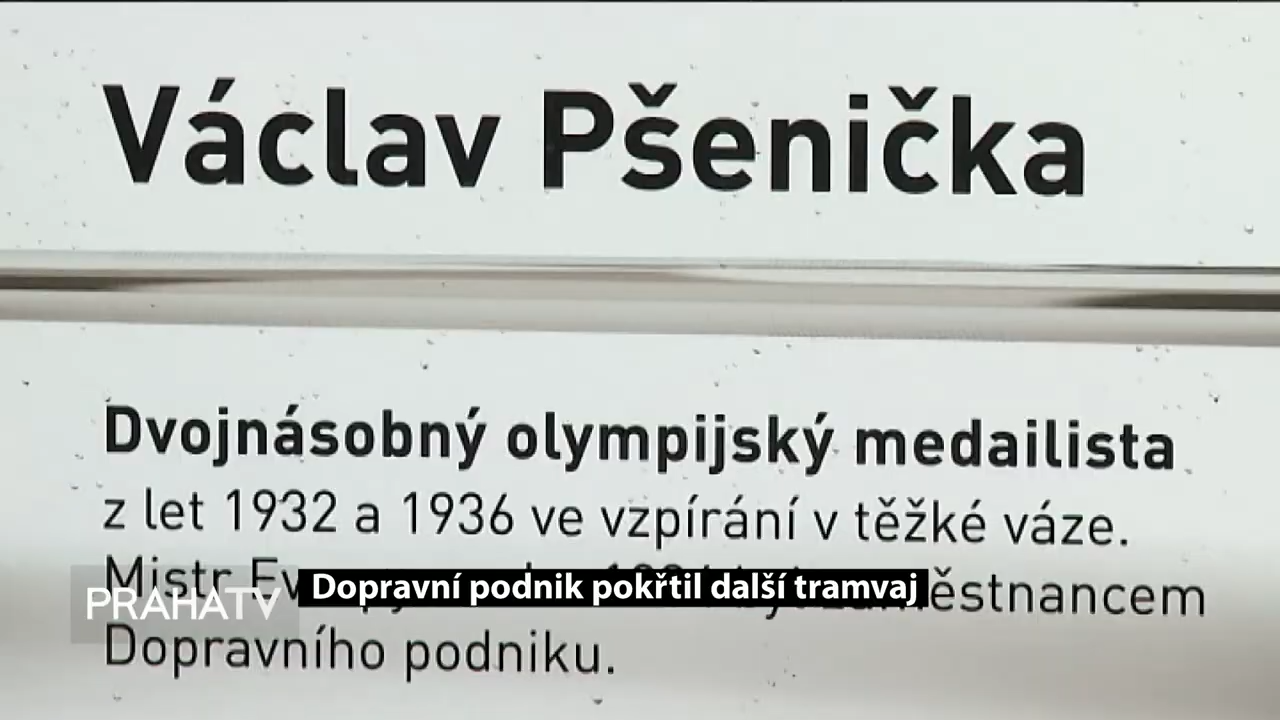 Václav Pšenička
Dvojnásobný olympijský medailista
z let 1932 a 1936 ve vzpírání v těžké váze.
Mistr
PRAHA TV
Dopravní podnik pokřtil další tramvaj
Dopravního podniku.